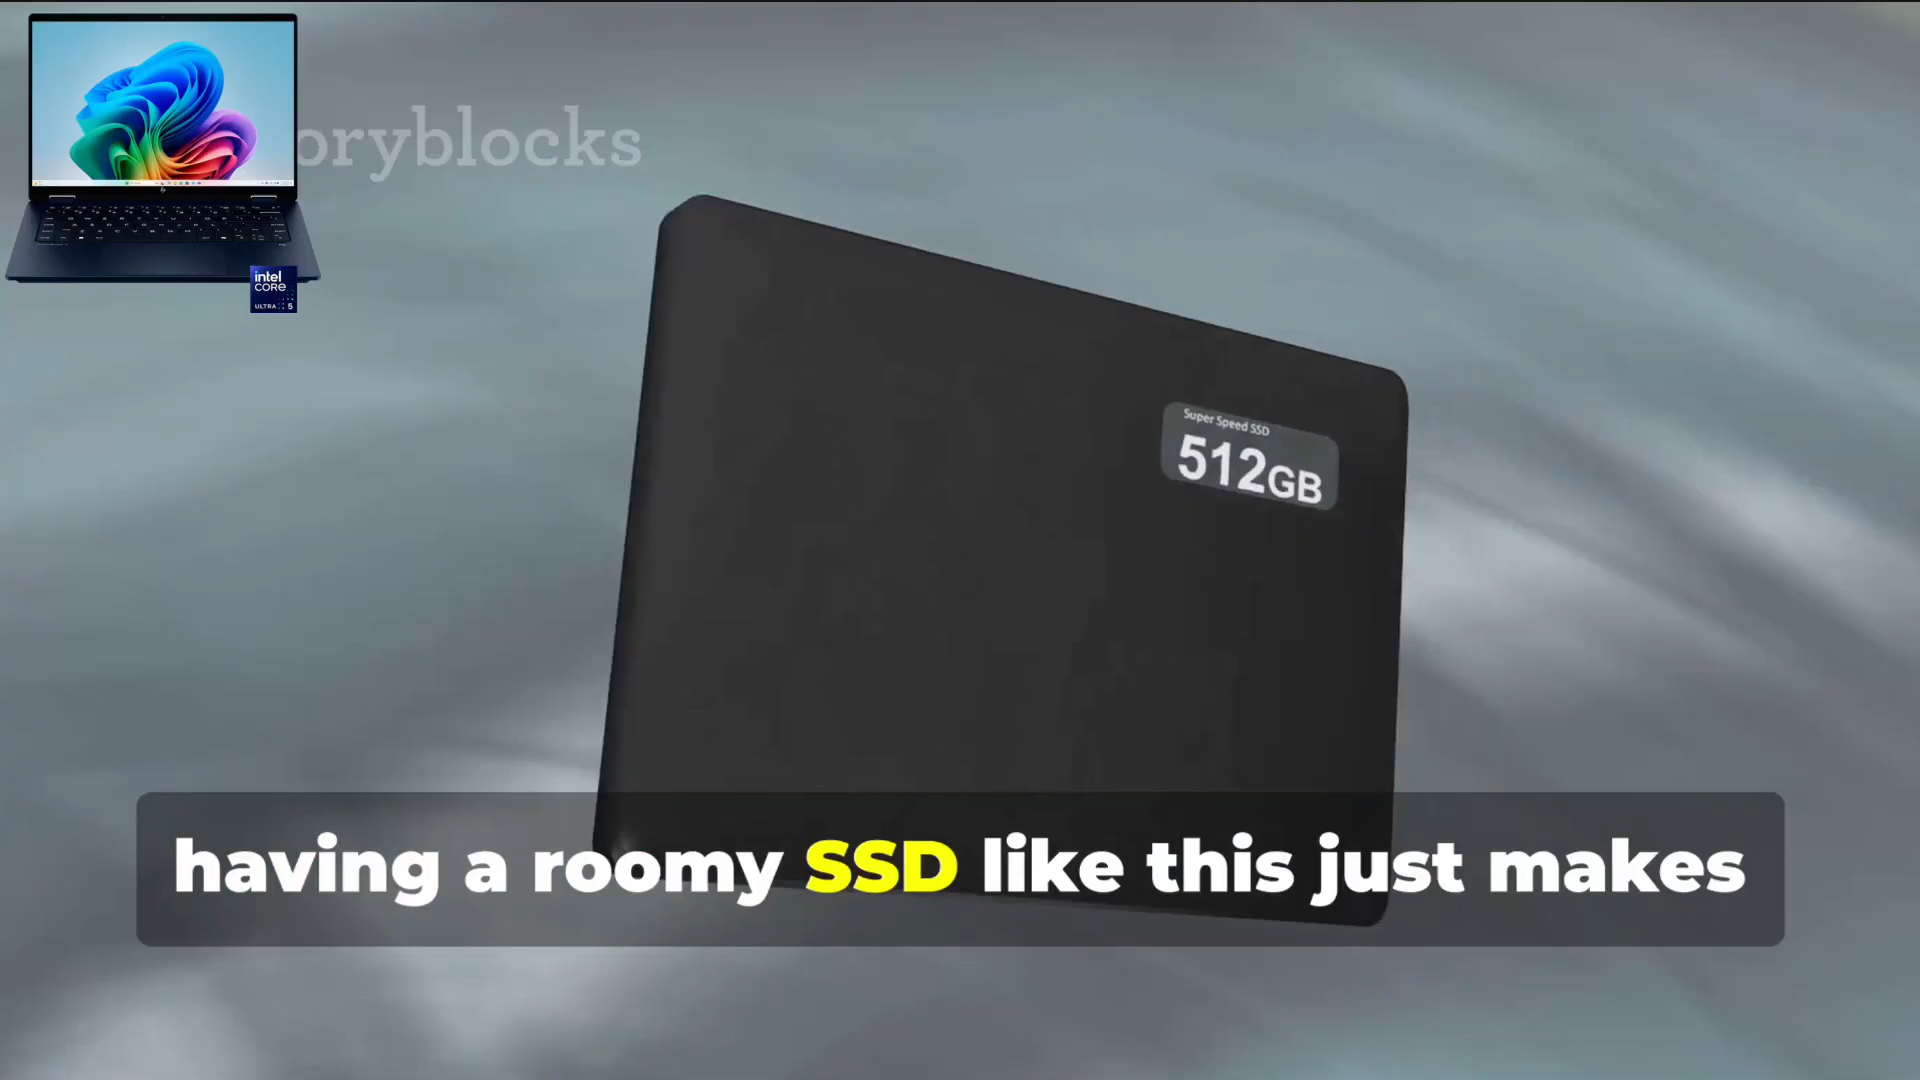 oryblocks
intel
CORE
ULTRA 5
Super Speed SSD
512GB
having a roomy SSD like this just makes